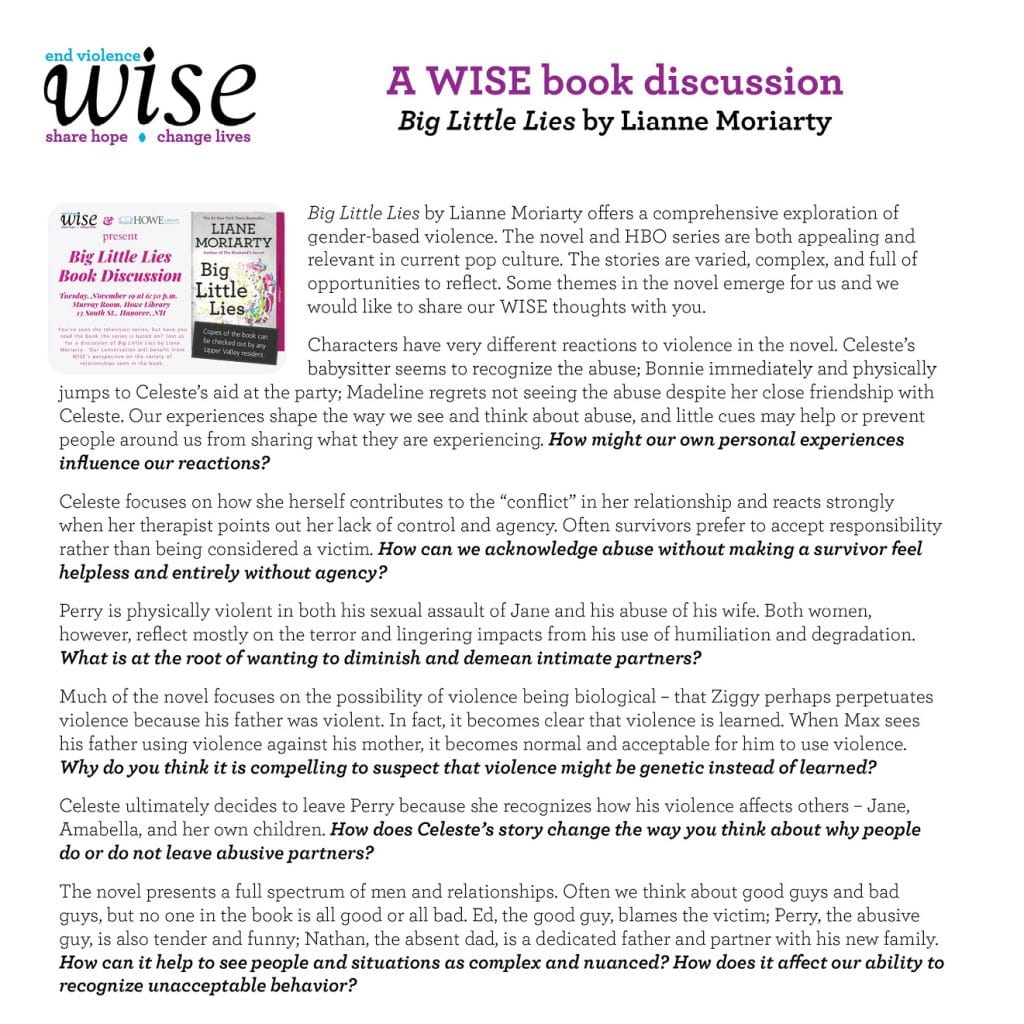 end violence
wise
share hope • change lives
A WISE book discussion
Big Little Lies by Lianne Moriarty
wise & HOWE LIBRARY
present
Big Little Lies
Book Discussion
Tuesday, November 19 at 6:30 p.m.
Murray Room, Howe Library
13 South St., Hanover, NH
You've seen the television series, but have you
read the book the series is based on? Join us
for a discussion of Big Little Lies by Liane
Moriarty. Our conversation will benefit from
WISE's perspective on the variety of
relationships seen in the book.
The #1 New York Times Bestseller
LIANE
MORIARTY
Author of The Husband's Secret
Big
Little
Lies
Copies of the book can
be checked out by any
Upper Valley resident.
Big Little Lies by Lianne Moriarty offers a comprehensive exploration of
gender-based violence. The novel and HBO series are both appealing and
relevant in current pop culture. The stories are varied, complex, and full of
opportunities to reflect. Some themes in the novel emerge for us and we
would like to share our WISE thoughts with you.
Characters have very different reactions to violence in the novel. Celeste’s
babysitter seems to recognize the abuse; Bonnie immediately and physically
jumps to Celeste’s aid at the party; Madeline regrets not seeing the abuse despite her close friendship with
Celeste. Our experiences shape the way we see and think about abuse, and little cues may help or prevent
people around us from sharing what they are experiencing. How might our own personal experiences
influence our reactions?
Celeste focuses on how she herself contributes to the “conflict” in her relationship and reacts strongly
when her therapist points out her lack of control and agency. Often survivors prefer to accept responsibility
rather than being considered a victim. How can we acknowledge abuse without making a survivor feel
helpless and entirely without agency?
Perry is physically violent in both his sexual assault of Jane and his abuse of his wife. Both women,
however, reflect mostly on the terror and lingering impacts from his use of humiliation and degradation.
What is at the root of wanting to diminish and demean intimate partners?
Much of the novel focuses on the possibility of violence being biological – that Ziggy perhaps perpetuates
violence because his father was violent. In fact, it becomes clear that violence is learned. When Max sees
his father using violence against his mother, it becomes normal and acceptable for him to use violence.
Why do you think it is compelling to suspect that violence might be genetic instead of learned?
Celeste ultimately decides to leave Perry because she recognizes how his violence affects others – Jane,
Amabella, and her own children. How does Celeste’s story change the way you think about why people
do or do not leave abusive partners?
The novel presents a full spectrum of men and relationships. Often we think about good guys and bad
guys, but no one in the book is all good or all bad. Ed, the good guy, blames the victim; Perry, the abusive
guy, is also tender and funny; Nathan, the absent dad, is a dedicated father and partner with his new family.
How can it help to see people and situations as complex and nuanced? How does it affect our ability to
recognize unacceptable behavior?